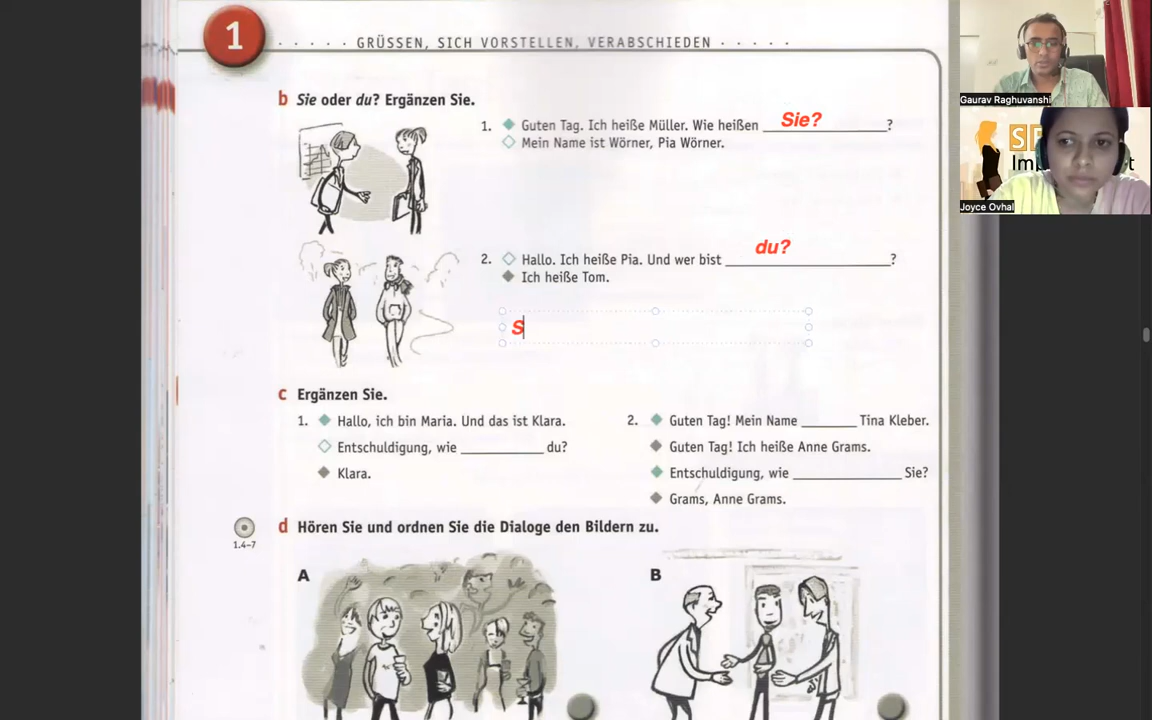 1
GRÜSSEN, SICH VORSTELLEN, VERABSCHIEDEN
b Sie oder du? Ergänzen Sie.
1. Guten Tag. Ich heiße Müller. Wie heißen Sie? ?
Mein Name ist Wörner, Pia Wörner.
2. Hallo. Ich heiße Pia. Und wer bist du? ?
Ich heiße Tom.
S
c Ergänzen Sie.
1. Hallo, ich bin Maria. Und das ist Klara.
Entschuldigung, wie __________ du?
Klara.
2. Guten Tag! Mein Name ______ Tina Kleber.
Guten Tag! Ich heiße Anne Grams.
Entschuldigung, wie ____________ Sie?
Grams, Anne Grams.
1.4-7
d Hören Sie und ordnen Sie die Dialoge den Bildern zu.
A
B
Gaurav Raghuvanshi
Joyce Ovhal